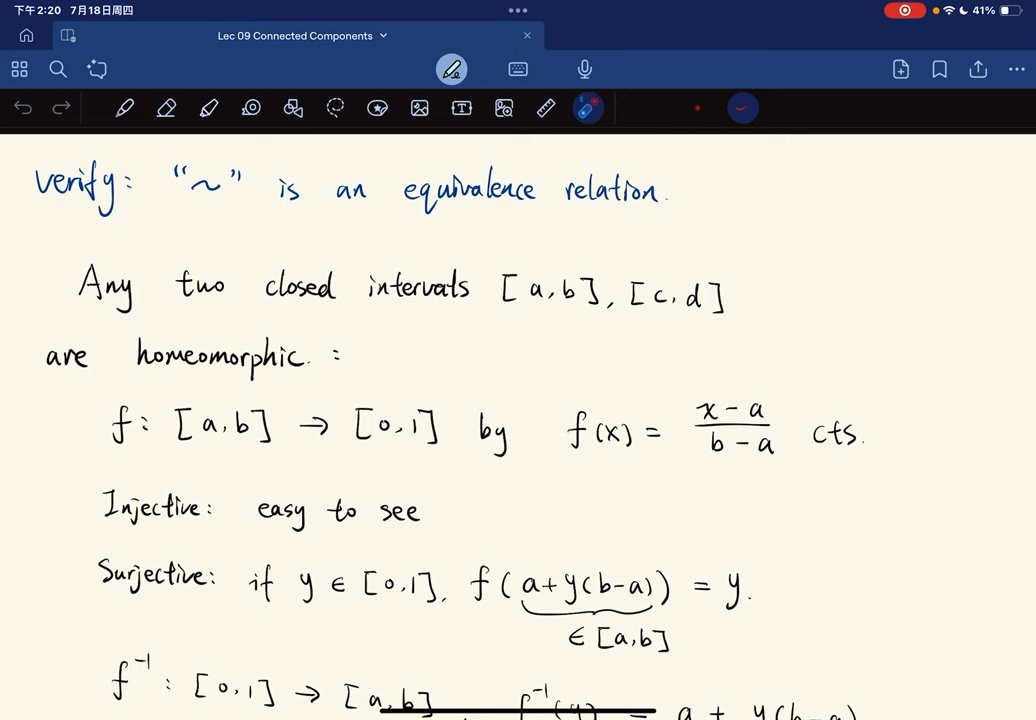 下午2:20 7月18日周四
41%
Lec 09 Connected Components
verify: "~" is an equivalence relation.
Any two closed intervals [a,b], [c,d]
are homeomorphic :
f: [a,b] → [0,1] by f(x) = \frac{x-a}{b-a} cts.
Injective: easy to see
Surjective: if y ∈ [0,1], f(a+y(b-a)) = y.
∈ [a,b]
f⁻¹ : [0,1] → [a,b] f⁻¹(y) = a + y(b-a)